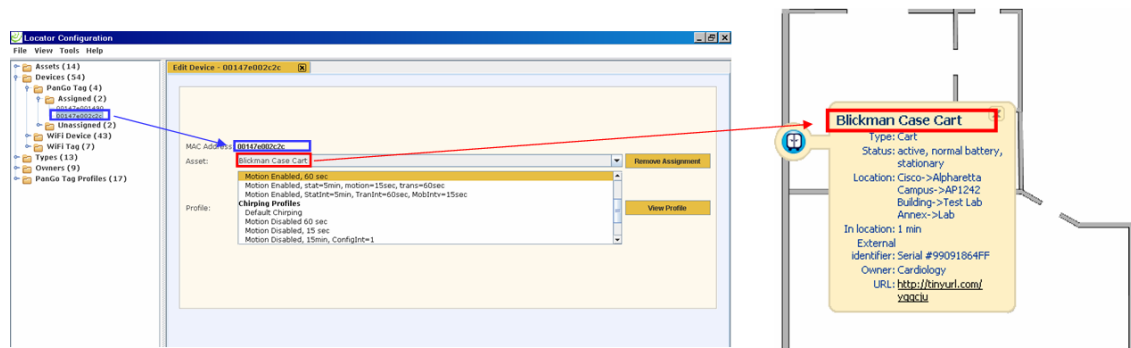 Locator Configuration
File View Tools Help
Assets (14)
Devices (54)
PanGo Tag (4)
Assigned (2)
00147e001490
00147e002c2c
Unassigned (2)
WiFi Device (43)
WiFi Tag (7)
Types (13)
Owners (9)
PanGo Tag Profiles (17)
Edit Device - 00147e002c2c
MAC Address: 00147e002c2c
Asset: Blickman Case Cart Remove Assignment
Motion Enabled, 60 sec
Motion Enabled, stat=5min, motion=15sec, trans=60sec
Motion Enabled, StatInt=5min, TranInt=60sec, MobIntv=15sec
Chirping Profiles
Profile: Default Chirping View Profile
Motion Disabled 60 sec
Motion Disabled, 15 sec
Motion Disabled, 15min, ConfigInt=1
Blickman Case Cart
Type: Cart
Status: active, normal battery,
stationary
Location: Cisco->Alpharetta
Campus->AP1242
Building->Test Lab
Annex->Lab
In location: 1 min
External
identifier: Serial #99091864FF
Owner: Cardiology
URL: http://tinyurl.com/
yqqcju